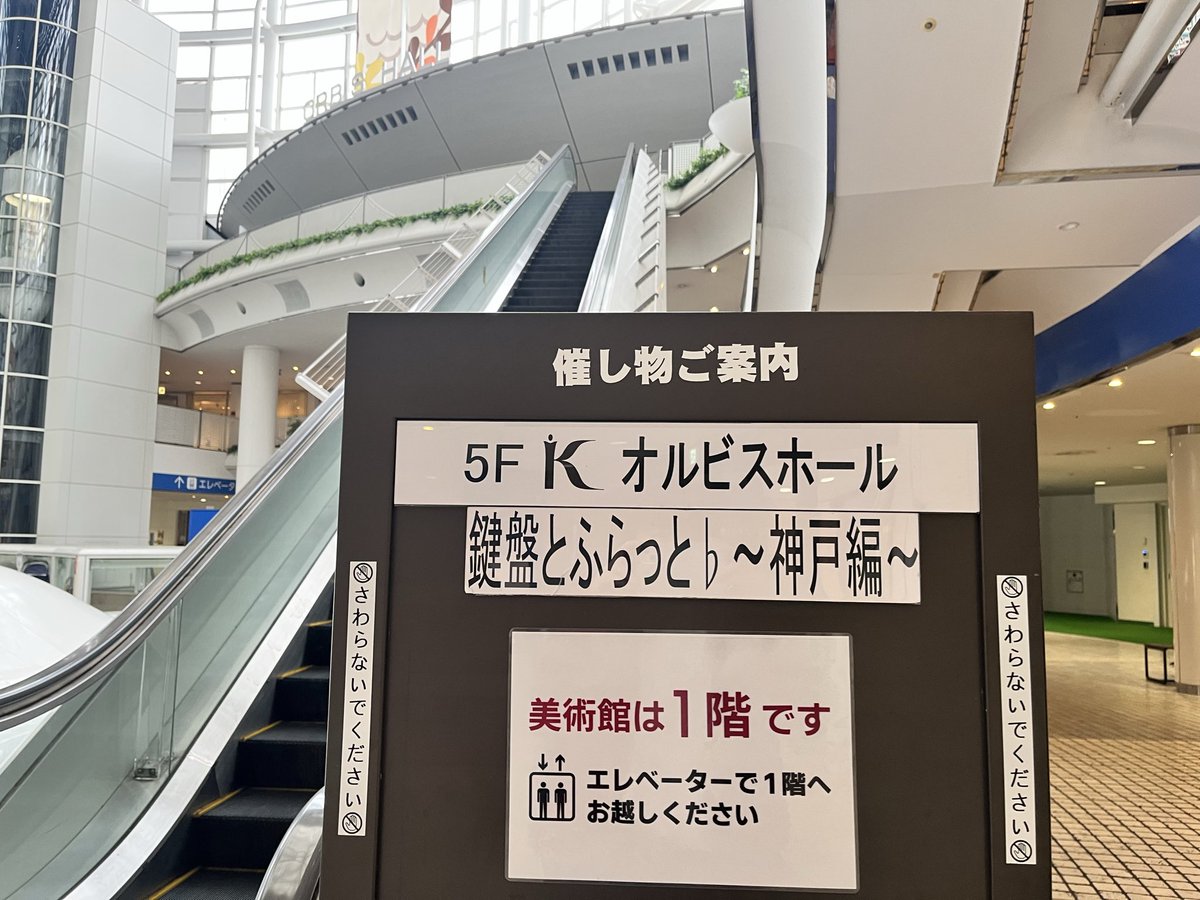 催し物ご案内
5F K オルビスホール
鍵盤とふらっと♭〜神戸編〜
美術館は1階です
エレベーターで1階へ
お越しください
さわらないでください
さわらないでください
エレベータ